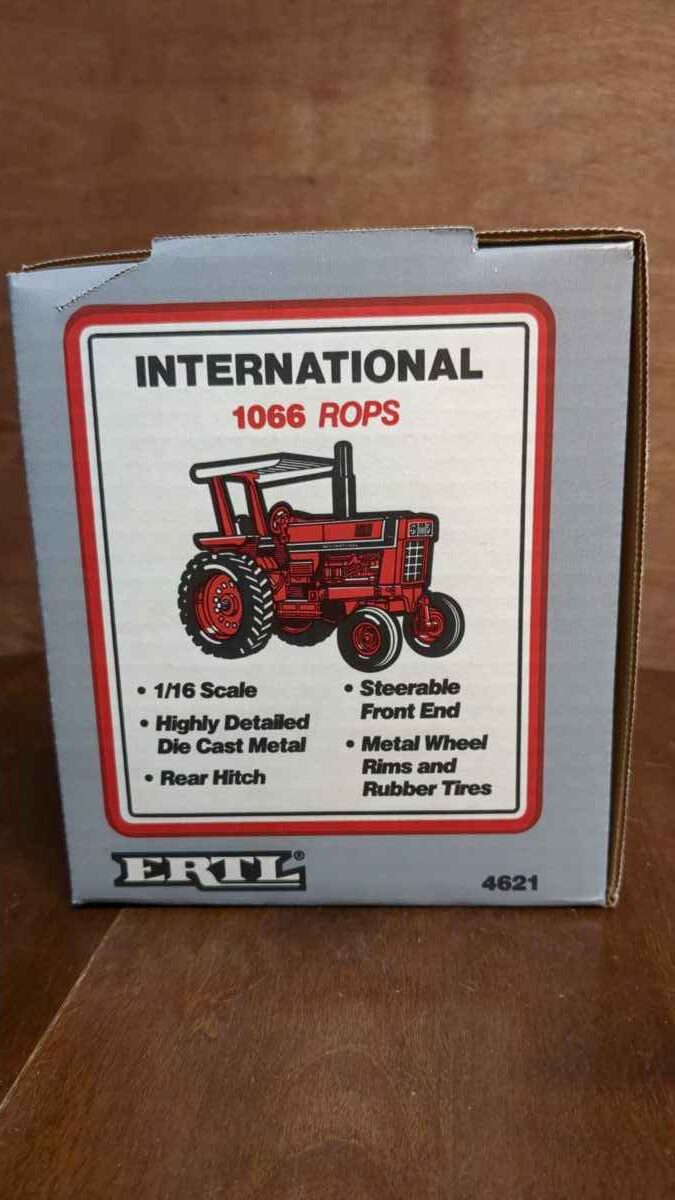 INTERNATIONAL
1066 ROPS
• 1/16 Scale
• Highly Detailed
Die Cast Metal
• Rear Hitch
• Steerable
Front End
• Metal Wheel
Rims and
Rubber Tires
ERTL®
4621